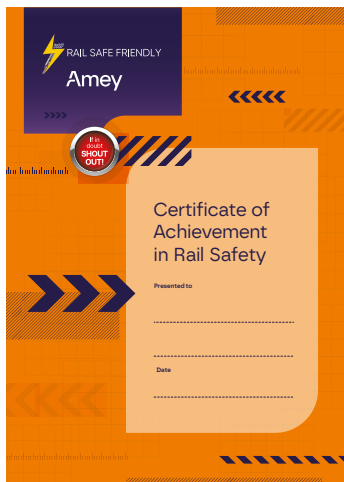 RAIL SAFE FRIENDLY
Amey
If in
doubt
SHOUT
OUT!
Certificate of
Achievement
in Rail Safety
Presented to
Date